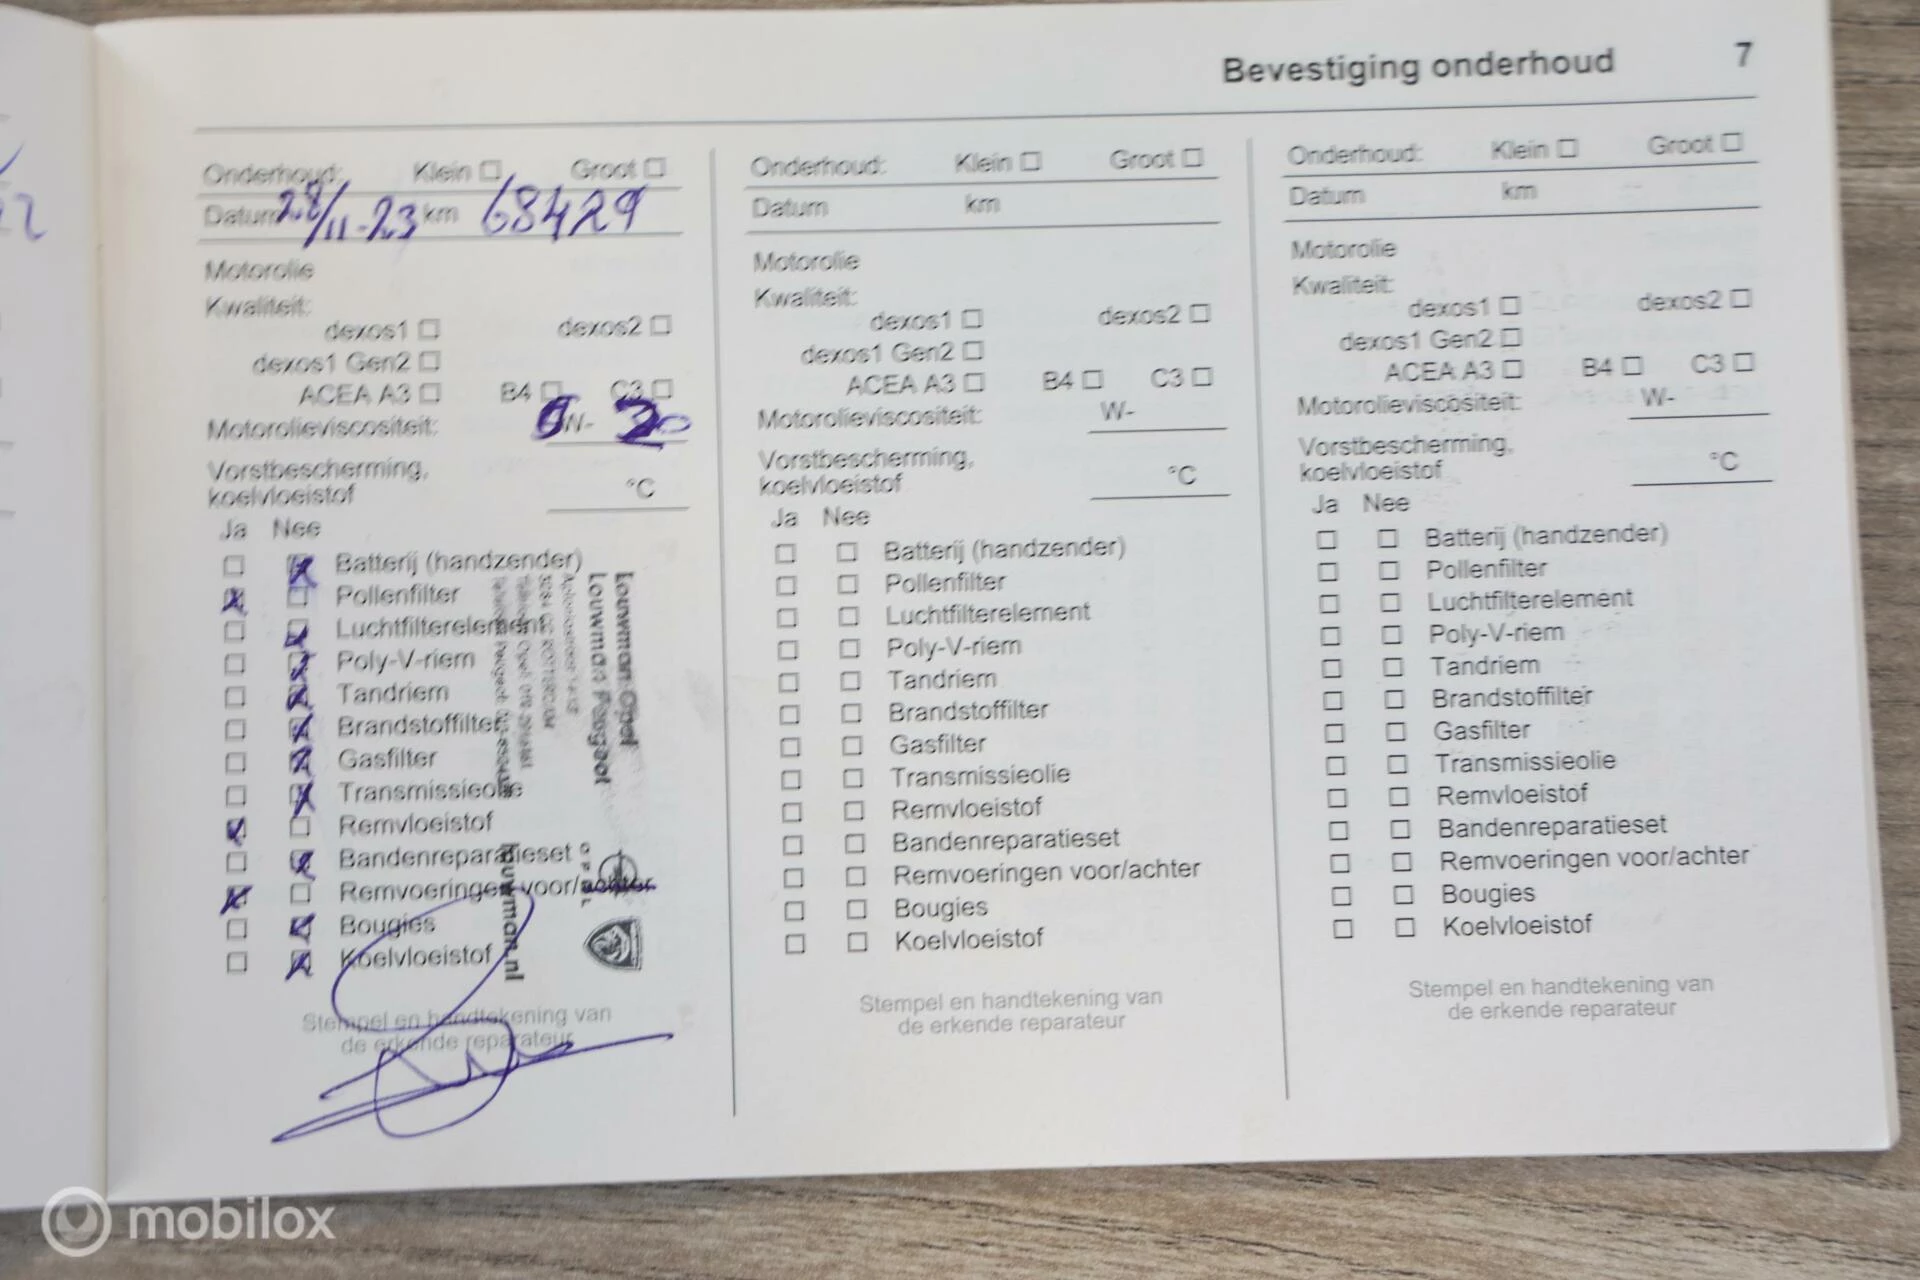 Bevestiging onderhoud 7
Onderhoud: Klein Groot
Datum 28/11-23 km 68429
Motorolie
Kwaliteit:
dexos1 dexos2
dexos1 Gen2
ACEA A3 B4 C3
Motorolieviscositeit: 0W-20
Vorstbescherming,
koelvloeistof °C
Ja Nee
Batterij (handzender)
Pollenfilter
Luchtfilterelement
Poly-V-riem
Tandriem
Brandstoffilter
Gasfilter
Transmissieolie
Remvloeistof
Bandenreparatieset
Remvoeringen voor/achter
Bougies
Koelvloeistof
Stempel en handtekening van
de erkende reparateur
Louwman Opel
Louwman Peugeot
louwman.nl
OPEL
Onderhoud: Klein Groot
Datum km
Motorolie
Kwaliteit:
dexos1 dexos2
dexos1 Gen2
ACEA A3 B4 C3
Motorolieviscositeit: W-
Vorstbescherming,
koelvloeistof °C
Ja Nee
Batterij (handzender)
Pollenfilter
Luchtfilterelement
Poly-V-riem
Tandriem
Brandstoffilter
Gasfilter
Transmissieolie
Remvloeistof
Bandenreparatieset
Remvoeringen voor/achter
Bougies
Koelvloeistof
Stempel en handtekening van
de erkende reparateur
Onderhoud: Klein Groot
Datum km
Motorolie
Kwaliteit:
dexos1 dexos2
dexos1 Gen2
ACEA A3 B4 C3
Motorolieviscositeit: W-
Vorstbescherming,
koelvloeistof °C
Ja Nee
Batterij (handzender)
Pollenfilter
Luchtfilterelement
Poly-V-riem
Tandriem
Brandstoffilter
Gasfilter
Transmissieolie
Remvloeistof
Bandenreparatieset
Remvoeringen voor/achter
Bougies
Koelvloeistof
Stempel en handtekening van
de erkende reparateur
mobilox